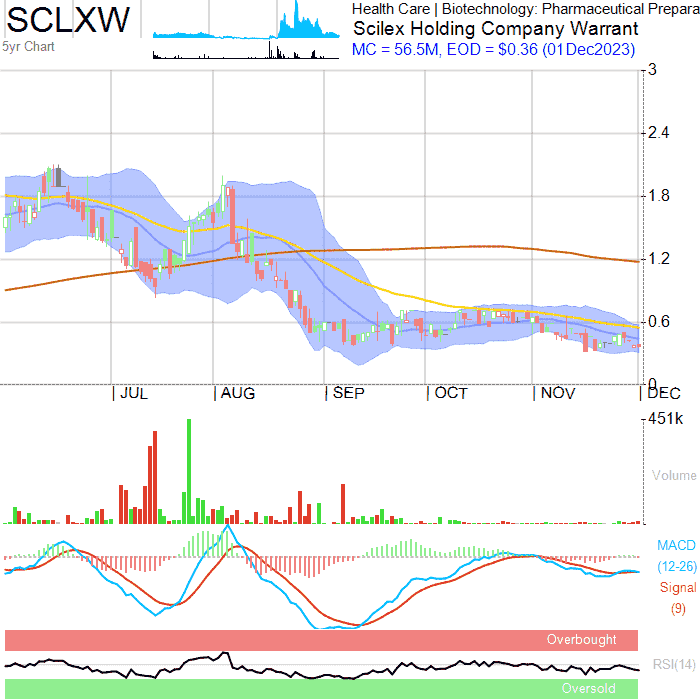 SCLXW
Health Care | Biotechnology: Pharmaceutical Prepara
Scilex Holding Company Warrant
5yr Chart
MC = 56.5M, EOD = $0.36 (01Dec2023)
3
2.4
1.8
1.2
0.6
0
JUL
AUG
SEP
OCT
NOV
DEC
451k
Volume
MACD
(12-26)
Signal
(9)
Overbought
RSI(14)
Oversold